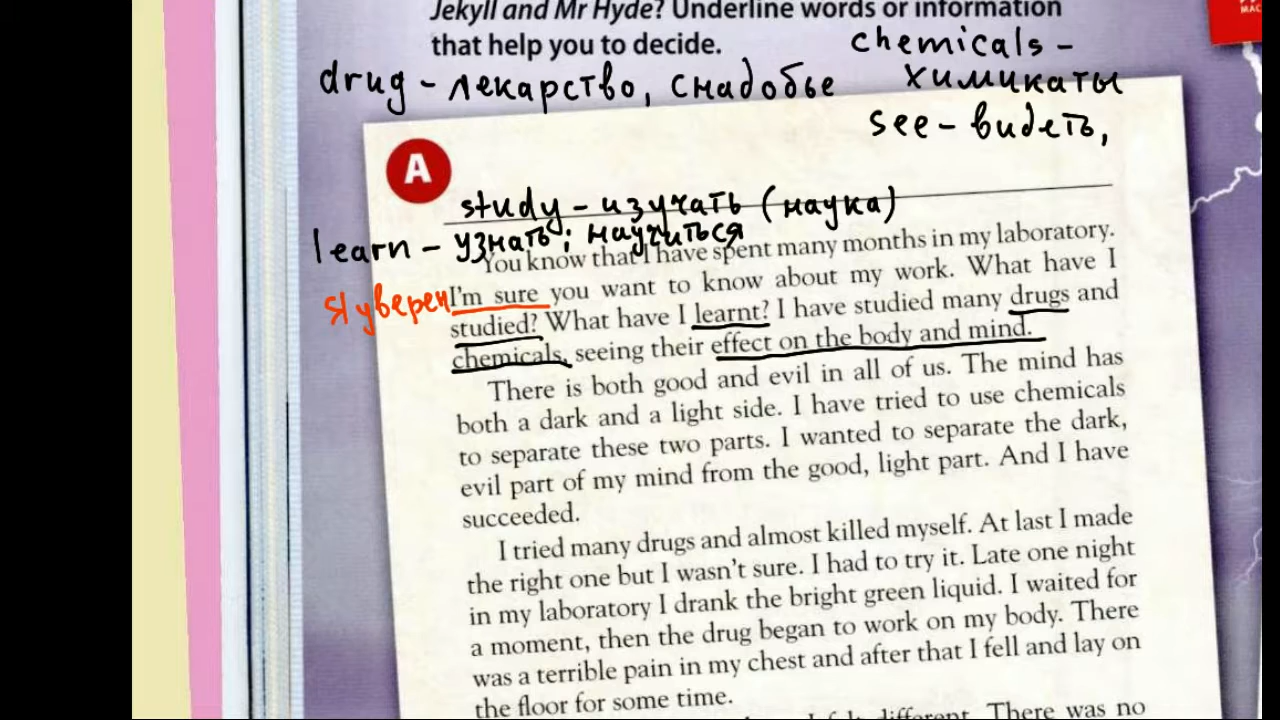 Jekyll and Mr Hyde? Underline words or information
that help you to decide.
chemicals -
химикаты
drug - лекарство, снадобье
see - видеть,
A
study - изучать (наука)
learn - узнать; научиться
You know that I have spent many months in my laboratory.
Я уверен I'm sure you want to know about my work. What have I
studied? What have I learnt? I have studied many drugs and
chemicals, seeing their effect on the body and mind.
There is both good and evil in all of us. The mind has
both a dark and a light side. I have tried to use chemicals
to separate these two parts. I wanted to separate the dark,
evil part of my mind from the good, light part. And I have
succeeded.
I tried many drugs and almost killed myself. At last I made
the right one but I wasn't sure. I had to try it. Late one night
in my laboratory I drank the bright green liquid. I waited for
a moment, then the drug began to work on my body. There
was a terrible pain in my chest and after that I fell and lay on
the floor for some time.
different. There was no